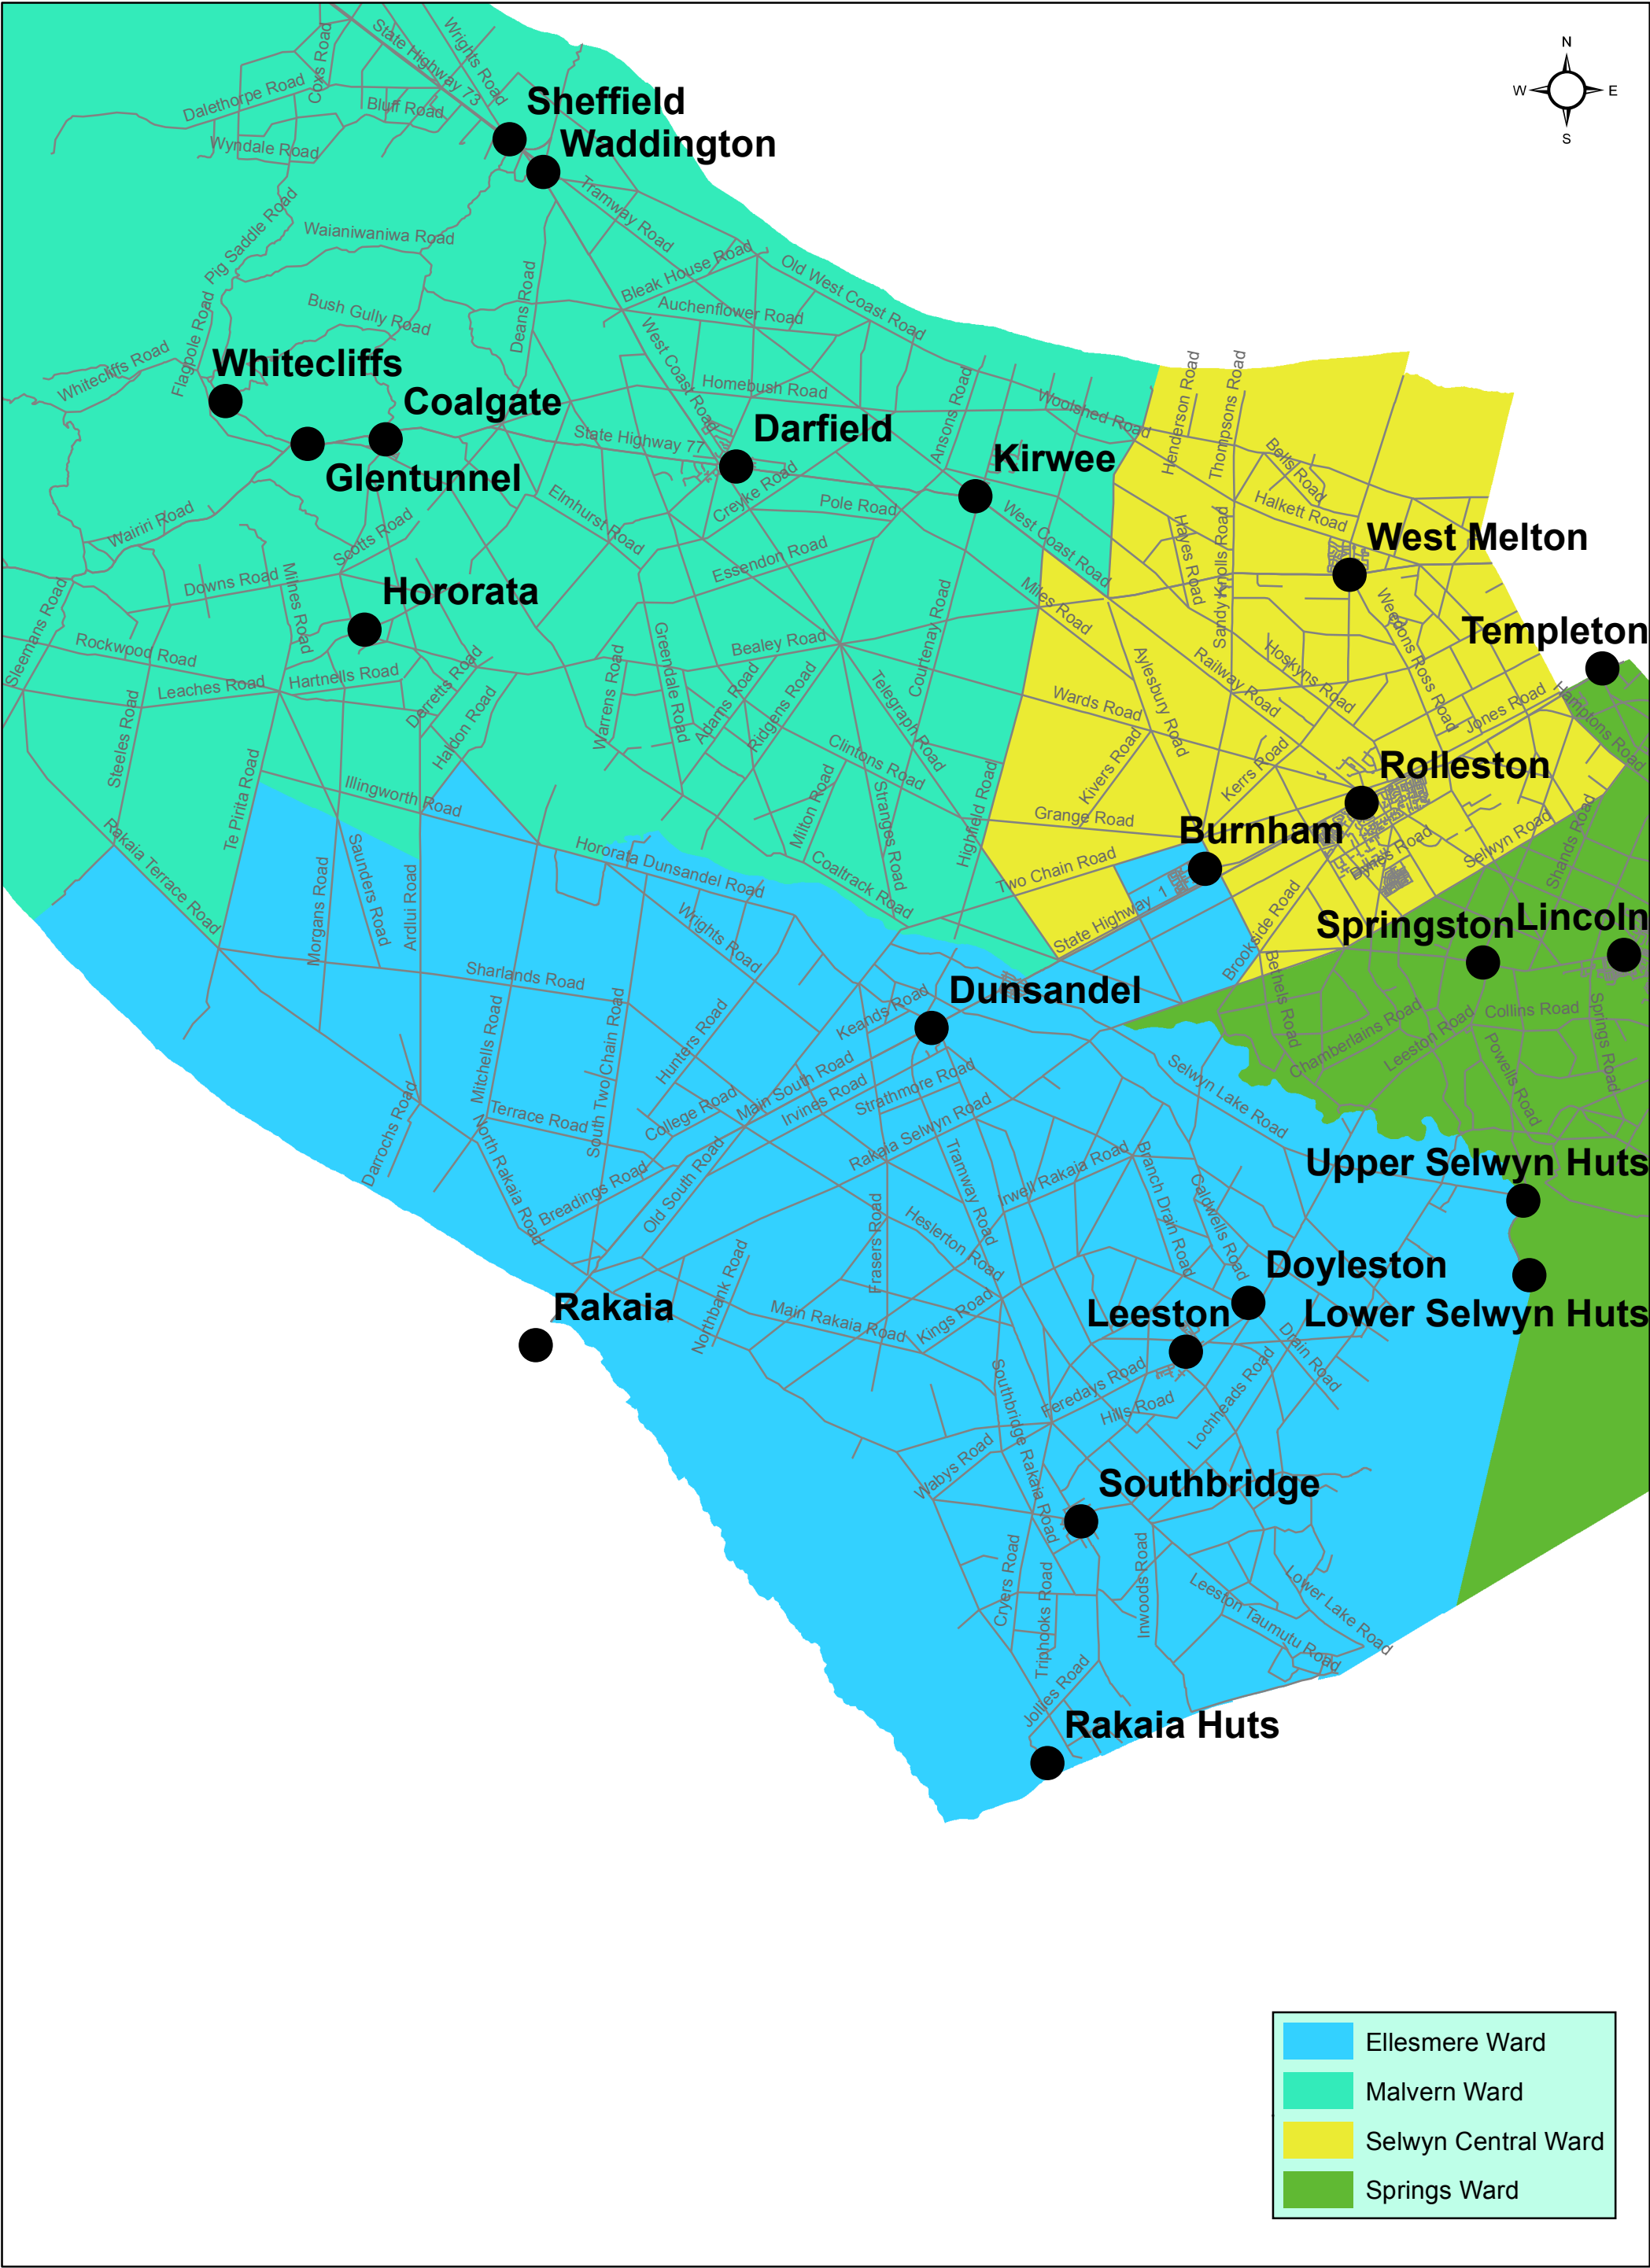 N
W
E
S
Coxs Road
State Highway 73
Wrights Road
Dalethorpe Road
Bluff Road
Wyndale Road
Sheffield
Waddington
Tramway Road
Pig Saddle Road
Waianiwaniwa Road
Bleak House Road
Old West Coast Road
Deans Road
Auchenflower Road
Bush Gully Road
Flagpole Road
Whitecliffs Road
West Coast Road
Whitecliffs
Coalgate
Glentunnel
Homebush Road
Darfield
State Highway 77
Ansons Road
Kirwee
Woolshed Road
Henderson Road
Thompsons Road
Bells Road
Halkett Road
West Melton
Creyke Road
Pole Road
West Coast Road
Hayes Road
Sandy Knolls Road
Elmhurst Road
Essendon Road
Wairiri Road
Scotts Road
Downs Road
Milnes Road
Hororata
Miles Road
Weedons Ross Road
Templeton
Sleemans Road
Rockwood Road
Leaches Road
Hartnells Road
Derretts Road
Haldon Road
Steeles Road
Warrens Road
Greendale Road
Bealey Road
Adams Road
Ridgens Road
Telegraph Road
Courtenay Road
Aylesbury Road
Railway Road
Hoskyns Road
Jones Road
Hamptons Road
Wards Road
Kivers Road
Kerrs Road
Rolleston
Te Pirita Road
Illingworth Road
Clintons Road
Milton Road
Stranges Road
Highfield Road
Grange Road
Burnham
Dynes Road
Selwyn Road
Shands Road
Rakaia Terrace Road
Morgans Road
Saunders Road
Ardlui Road
Hororata Dunsandel Road
Coaltrack Road
Two Chain Road
State Highway 1
Brookside Road
Springston
Lincoln
Wrights Road
Sharlands Road
Dunsandel
Bethels Road
Keands Road
Collins Road
Springs Road
Chamberlains Road
Leeston Road
Powells Road
Mitchells Road
South Two Chain Road
Hunters Road
Main South Road
Irvines Road
Strathmore Road
Selwyn Lake Road
Darrochs Road
Terrace Road
College Road
Rakaia Selwyn Road
North Rakaia Road
Breadings Road
Old South Road
Tramway Road
Irwell Rakaia Road
Branch Drain Road
Caldwells Road
Upper Selwyn Huts
Frasers Road
Heslerton Road
Northbank Road
Doyleston
Rakaia
Main Rakaia Road
Kings Road
Leeston
Lower Selwyn Huts
Drain Road
Feredays Road
Hills Road
Lochheads Road
Southbridge Rakaia Road
Wabys Road
Southbridge
Cryers Road
Triphooks Road
Inwoods Road
Leeston Taumutu Road
Lower Lake Road
Jollies Road
Rakaia Huts
Ellesmere Ward
Malvern Ward
Selwyn Central Ward
Springs Ward